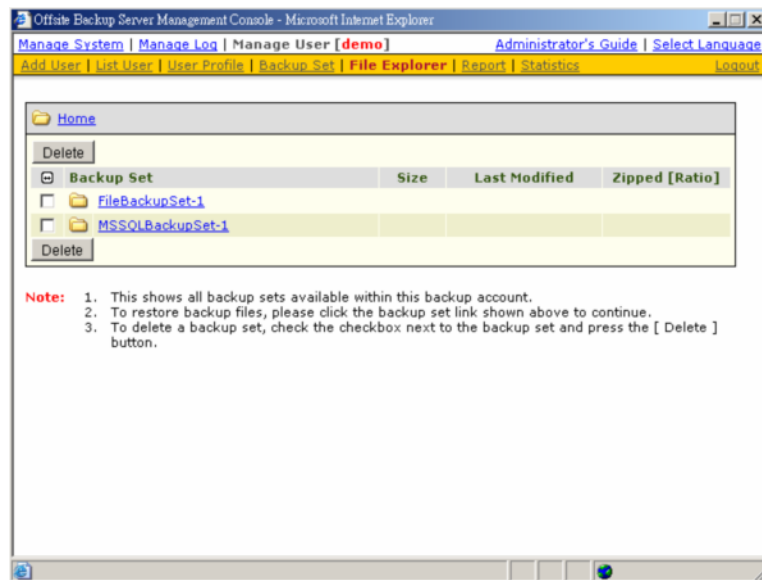 Offsite Backup Server Management Console - Microsoft Internet Explorer
Manage System | Manage Log | Manage User [demo] Administrator's Guide | Select Language
Add User | List User | User Profile | Backup Set | File Explorer | Report | Statistics Logout
Home
Delete
Backup Set Size Last Modified Zipped [Ratio]
FileBackupSet-1
MSSQLBackupSet-1
Delete
Note: 1. This shows all backup sets available within this backup account.
2. To restore backup files, please click the backup set link shown above to continue.
3. To delete a backup set, check the checkbox next to the backup set and press the [ Delete ]
button.